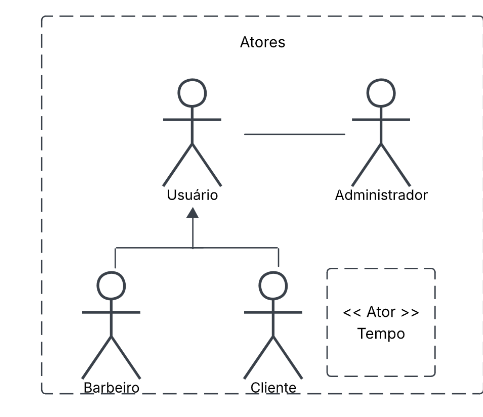 Atores
Usuário
Administrador
Barbeiro
Cliente
<< Ator >>
Tempo